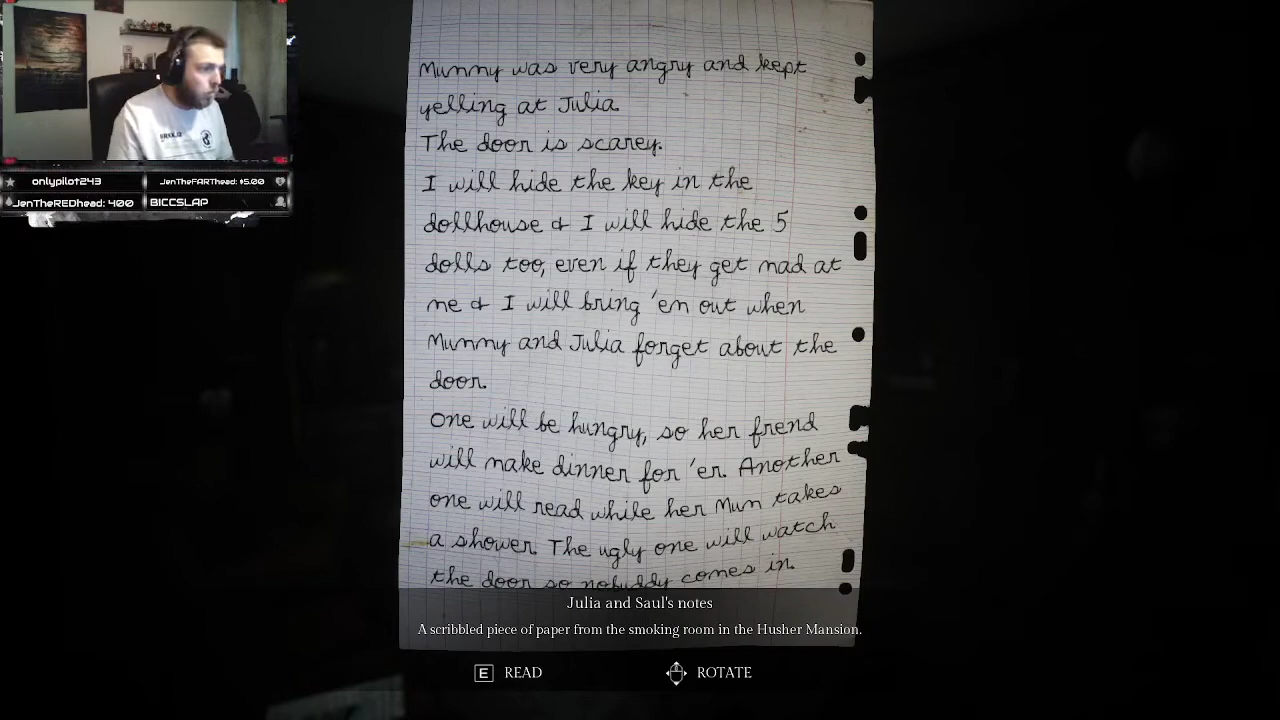 BRXLZ
onlypilot243
JenTheFARThead: $5.00
JenTheREDhead: 400
BICCSLAP
Mummy was very angry and kept
yelling at Julia.
The door is scarey.
I will hide the key in the
dollhouse & I will hide the 5
dolls too, even if they get mad at
me & I will bring 'em out when
Mummy and Julia forget about the
door.
One will be hungry, so her frend
will make dinner for 'er. Another
one will read while her Mum takes
a shower. The ugly one will watch
the door so nobuddy comes in.
Julia and Saul's notes
A scribbled piece of paper from the smoking room in the Husher Mansion.
E READ
ROTATE